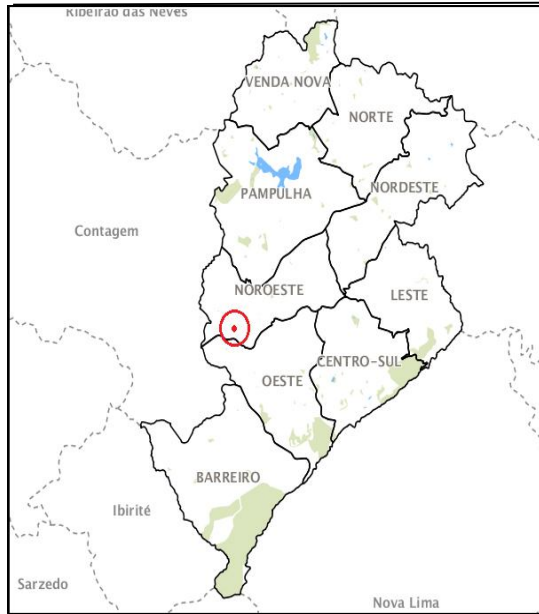 Ribeirão das Neves
VENDA NOVA
NORTE
NORDESTE
PAMPULHA
Contagem
NOROESTE
LESTE
CENTRO-SUL
OESTE
BARREIRO
Ibirité
Sarzedo
Nova Lima